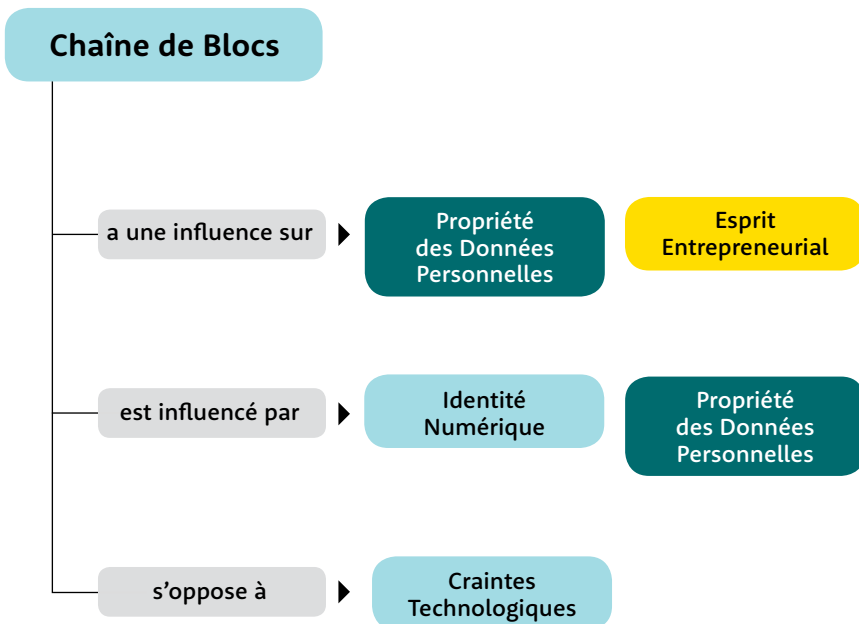 Chaîne de Blocs
a une influence sur
Propriété
des Données
Personnelles
Esprit
Entrepreneurial
est influencé par
Identité
Numérique
Propriété
des Données
Personnelles
s'oppose à
Craintes
Technologiques